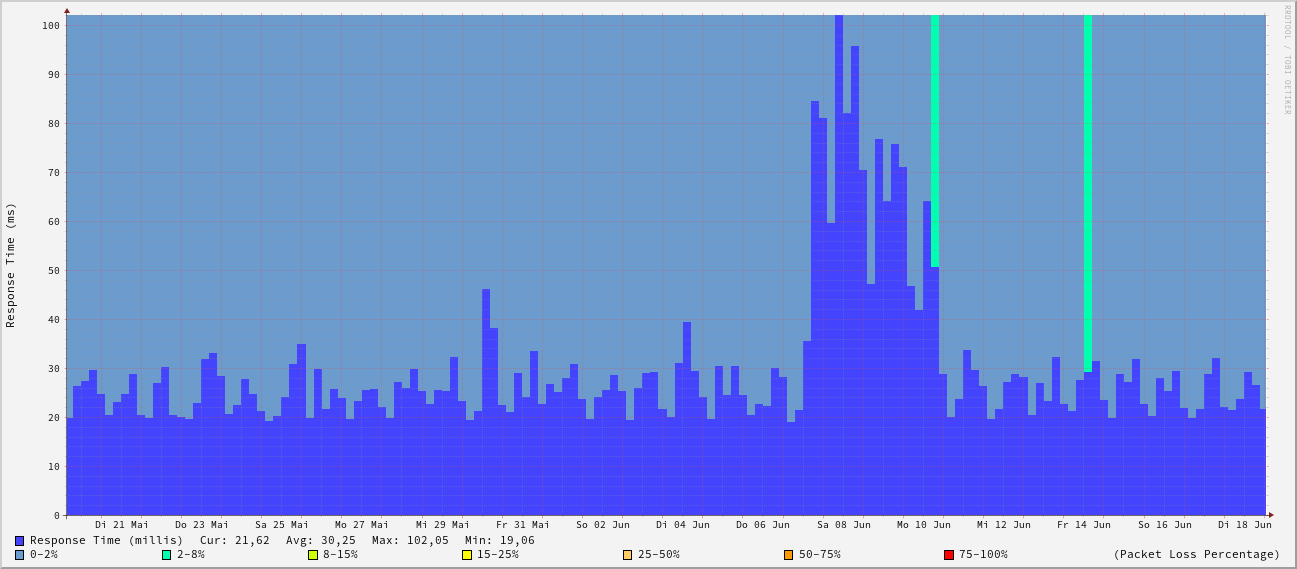 RRDTOOL / TOBI OETIKER
Response Time (ms)
100
90
80
70
60
50
40
30
20
10
0
Di 21 Mai Do 23 Mai Sa 25 Mai Mo 27 Mai Mi 29 Mai Fr 31 Mai So 02 Jun Di 04 Jun Do 06 Jun Sa 08 Jun Mo 10 Jun Mi 12 Jun Fr 14 Jun So 16 Jun Di 18 Jun
Response Time (millis) Cur: 21,62 Avg: 30,25 Max: 102,05 Min: 19,06
0-2% 2-8% 8-15% 15-25% 25-50% 50-75% 75-100% (Packet Loss Percentage)